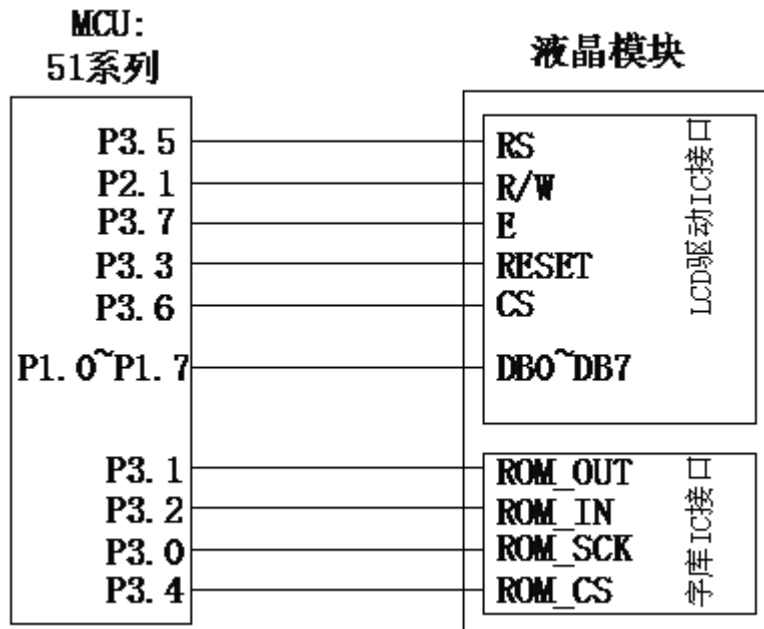 MCU:
51系列
液晶模块
P3.5
RS
P2.1
R/W
P3.7
E
P3.3
RESET
P3.6
CS
P1.0~P1.7
DB0~DB7
LCD驱动IC接口
P3.1
ROM_OUT
P3.2
ROM_IN
P3.0
ROM_SCK
P3.4
ROM_CS
字库IC接口